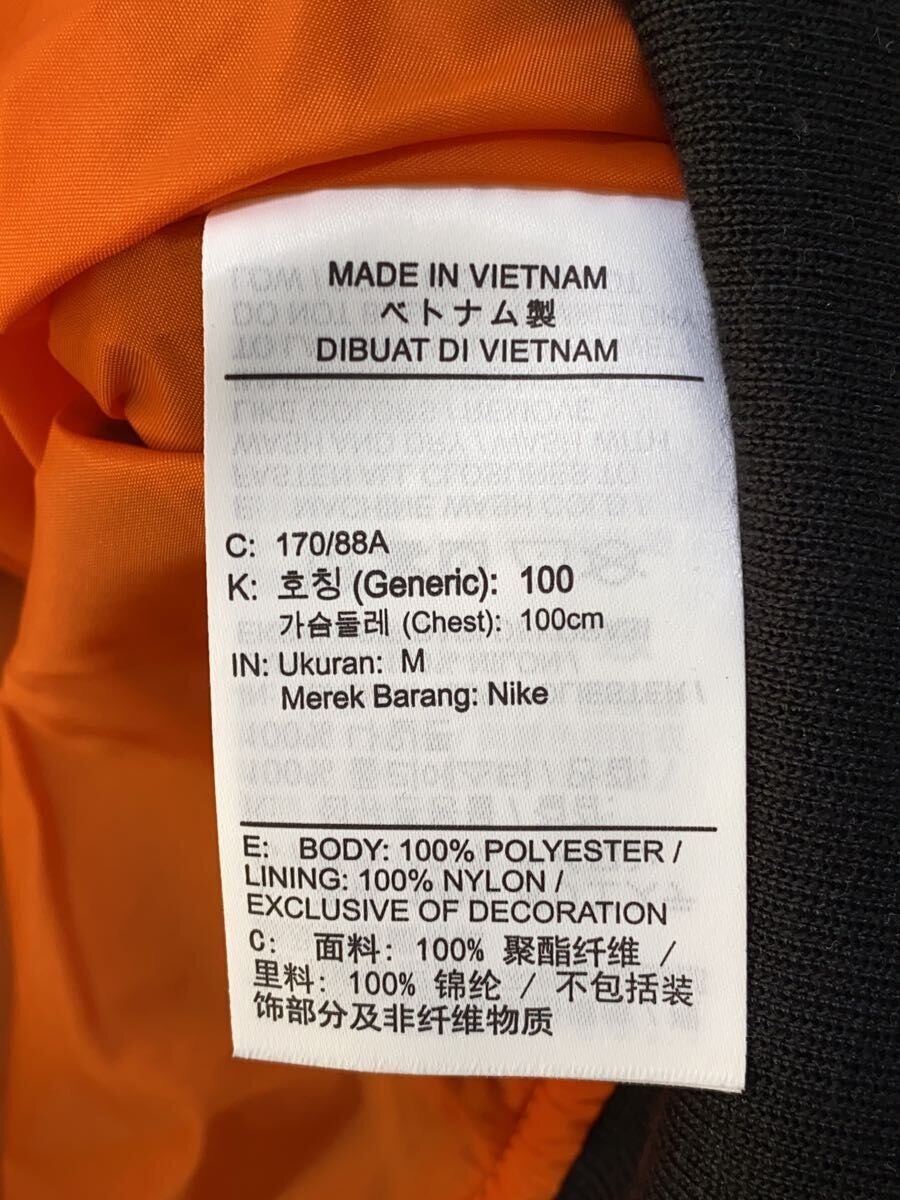 MADE IN VIETNAM
ベトナム製
DIBUAT DI VIETNAM
C: 170/88A
K: 호칭 (Generic): 100
가슴둘레 (Chest): 100cm
IN: Ukuran: M
Merek Barang: Nike
E: BODY: 100% POLYESTER /
LINING: 100% NYLON /
EXCLUSIVE OF DECORATION
C: 面料: 100% 聚酯纤维 /
里料: 100% 锦纶 / 不包括装
饰部分及非纤维物质